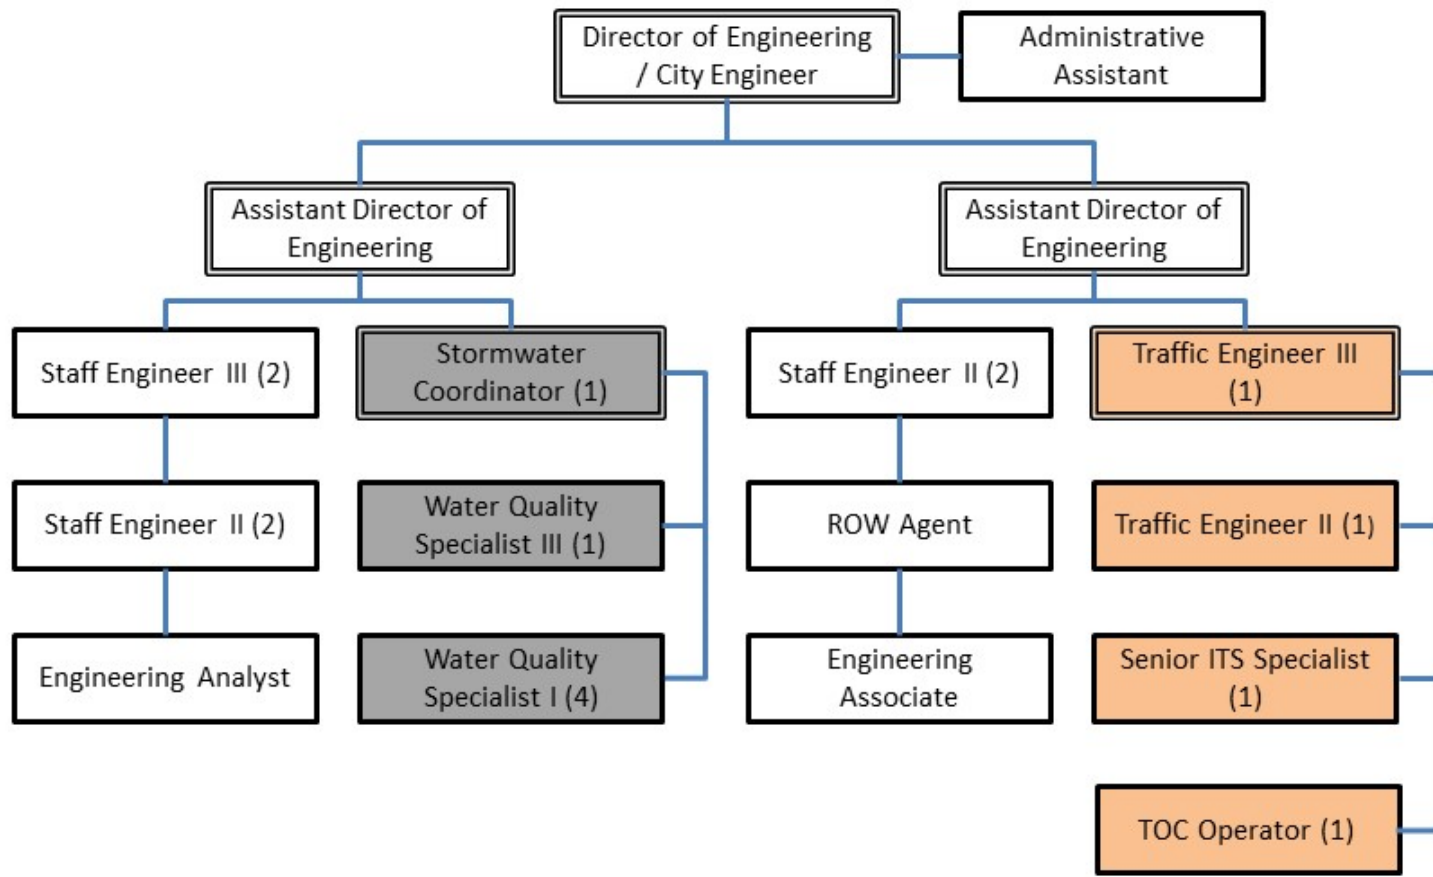 Director of Engineering
/ City Engineer
Administrative
Assistant
Assistant Director of
Engineering
Assistant Director of
Engineering
Staff Engineer III (2)
Stormwater
Coordinator (1)
Staff Engineer II (2)
Traffic Engineer III
(1)
Staff Engineer II (2)
Water Quality
Specialist III (1)
ROW Agent
Traffic Engineer II (1)
Engineering Analyst
Water Quality
Specialist I (4)
Engineering
Associate
Senior ITS Specialist
(1)
TOC Operator (1)